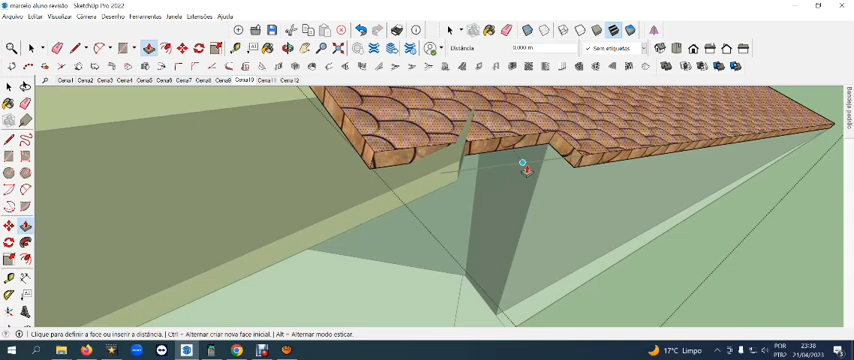 marcelo aluno revisão - SketchUp Pro 2022
Arquivo Editar Visualizar Câmera Desenho Ferramentas Janela Extensões Ajuda
Distância 0.000 m Sem etiquetas
Cena1 Cena2 Cena3 Cena4 Cena5 Cena6 Cena7 Cena8 Cena9 Cena10 Cena11 Cena12
Bandeja padrão
Clique para definir a face ou inserir a distância. | Ctrl = Alternar criar nova face inicial. | Alt = Alternar modo esticar.
17°C Limpo
POR
PTB2
23:38
21/04/2023